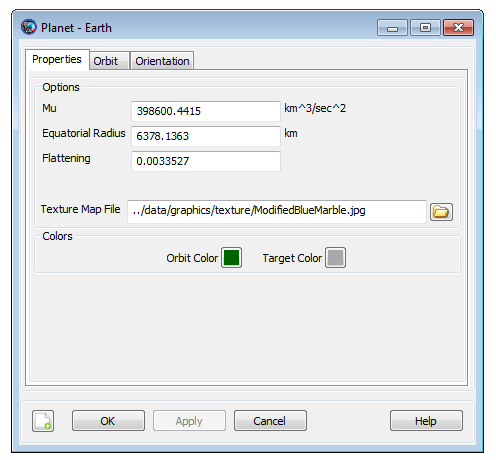 Planet - Earth
Properties Orbit Orientation
Options
Mu 398600.4415 km^3/sec^2
Equatorial Radius 6378.1363 km
Flattening 0.0033527
Texture Map File ../data/graphics/texture/ModifiedBlueMarble.jpg
Colors
Orbit Color Target Color
OK Apply Cancel Help